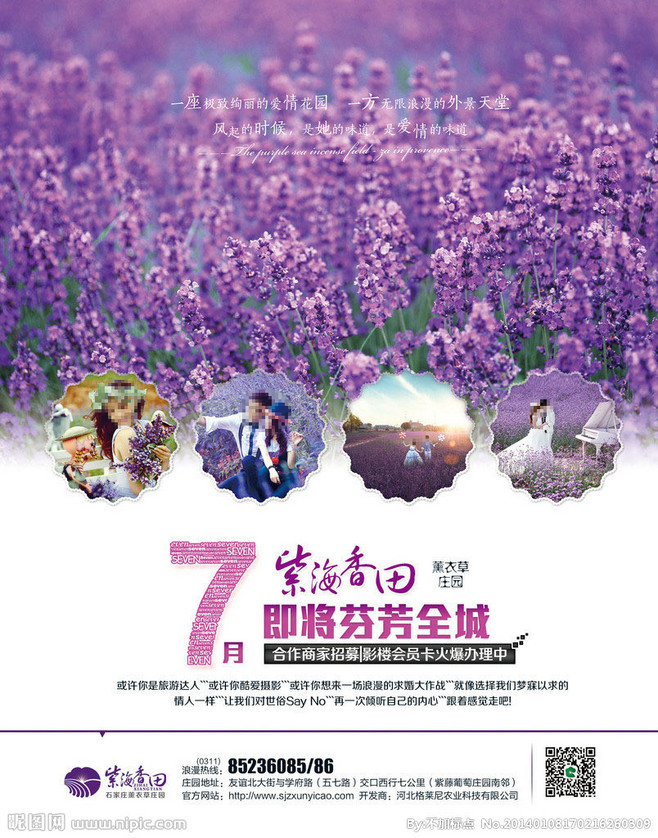 一座极致绚丽的爱情花园 一方无限浪漫的外景天堂
风起的时候，是她的味道，是爱情的味道
The purple sea incense field - za in provence
7月
SEVEN
紫海香田
薰衣草
庄园
即将芬芳全城
合作商家招募|影楼会员卡火爆办理中
或许你是旅游达人```或许你酷爱摄影```或许你想来一场浪漫的求婚大作战```就像选择我们梦寐以求的
情人一样```让我们对世俗Say No```再一次倾听自己的内心```跟着感觉走吧!
紫海香田
XIANGTIAN
石家庄薰衣草庄园
(0311)
浪漫热线：85236085/86
庄园地址：友谊北大街与学府路（五七路）交口西行七公里（紫藤葡萄庄园南邻）
官方网站：http://www.sjzxunyicao.com 开发商：河北格莱尼农业科技有限公司
昵图网 www.nipic.com
By:不加标点 No.20140108170216260309